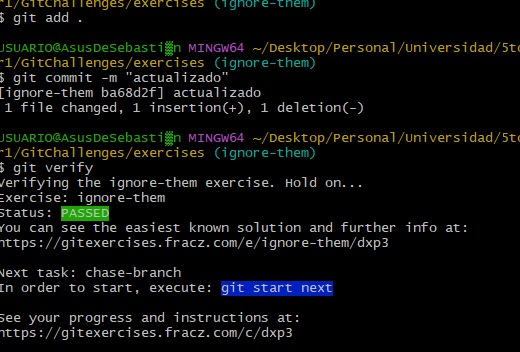 r1/GitChallenges/exercises (ignore-them)
$ git add .
USUARIO@AsusDeSebasti▒n MINGW64 ~/Desktop/Personal/Universidad/5to
r1/GitChallenges/exercises (ignore-them)
$ git commit -m "actualizado"
[ignore-them ba68d2f] actualizado
1 file changed, 1 insertion(+), 1 deletion(-)
USUARIO@AsusDeSebasti▒n MINGW64 ~/Desktop/Personal/Universidad/5to
r1/GitChallenges/exercises (ignore-them)
$ git verify
Verifying the ignore-them exercise. Hold on...
Exercise: ignore-them
Status: PASSED
You can see the easiest known solution and further info at:
https://gitexercises.fracz.com/e/ignore-them/dxp3
Next task: chase-branch
In order to start, execute: git start next
See your progress and instructions at:
https://gitexercises.fracz.com/c/dxp3